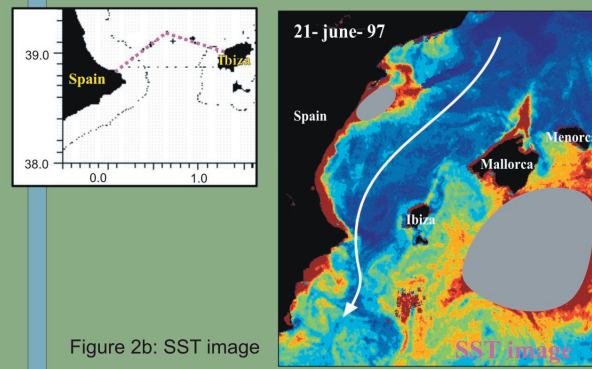 39.0
Spain
Ibiza
38.0
0.0
1.0
Figure 2b: SST image
21- june- 97
Spain
Menorca
Mallorca
Ibiza
SST image